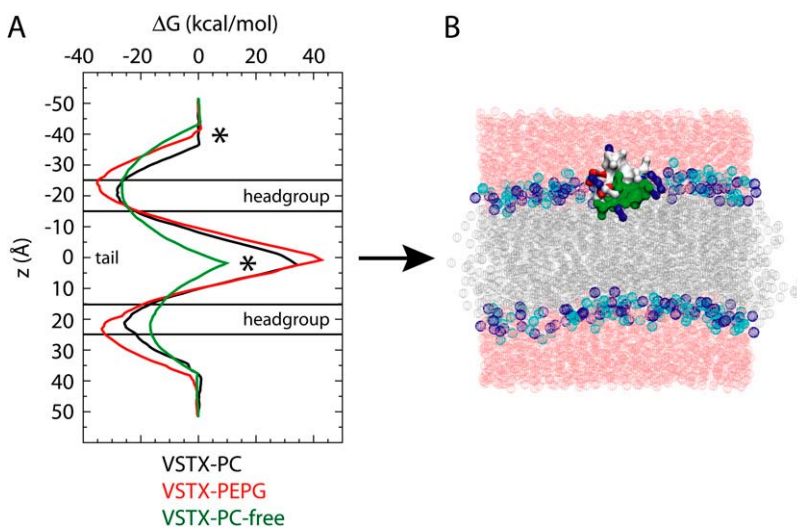 A
B
ΔG (kcal/mol)
-40 -20 0 20 40
-50
-40
*
-30
-20
headgroup
-10
z (Å)
0
tail
*
10
20
headgroup
30
40
50
VSTX-PC
VSTX-PEPG
VSTX-PC-free